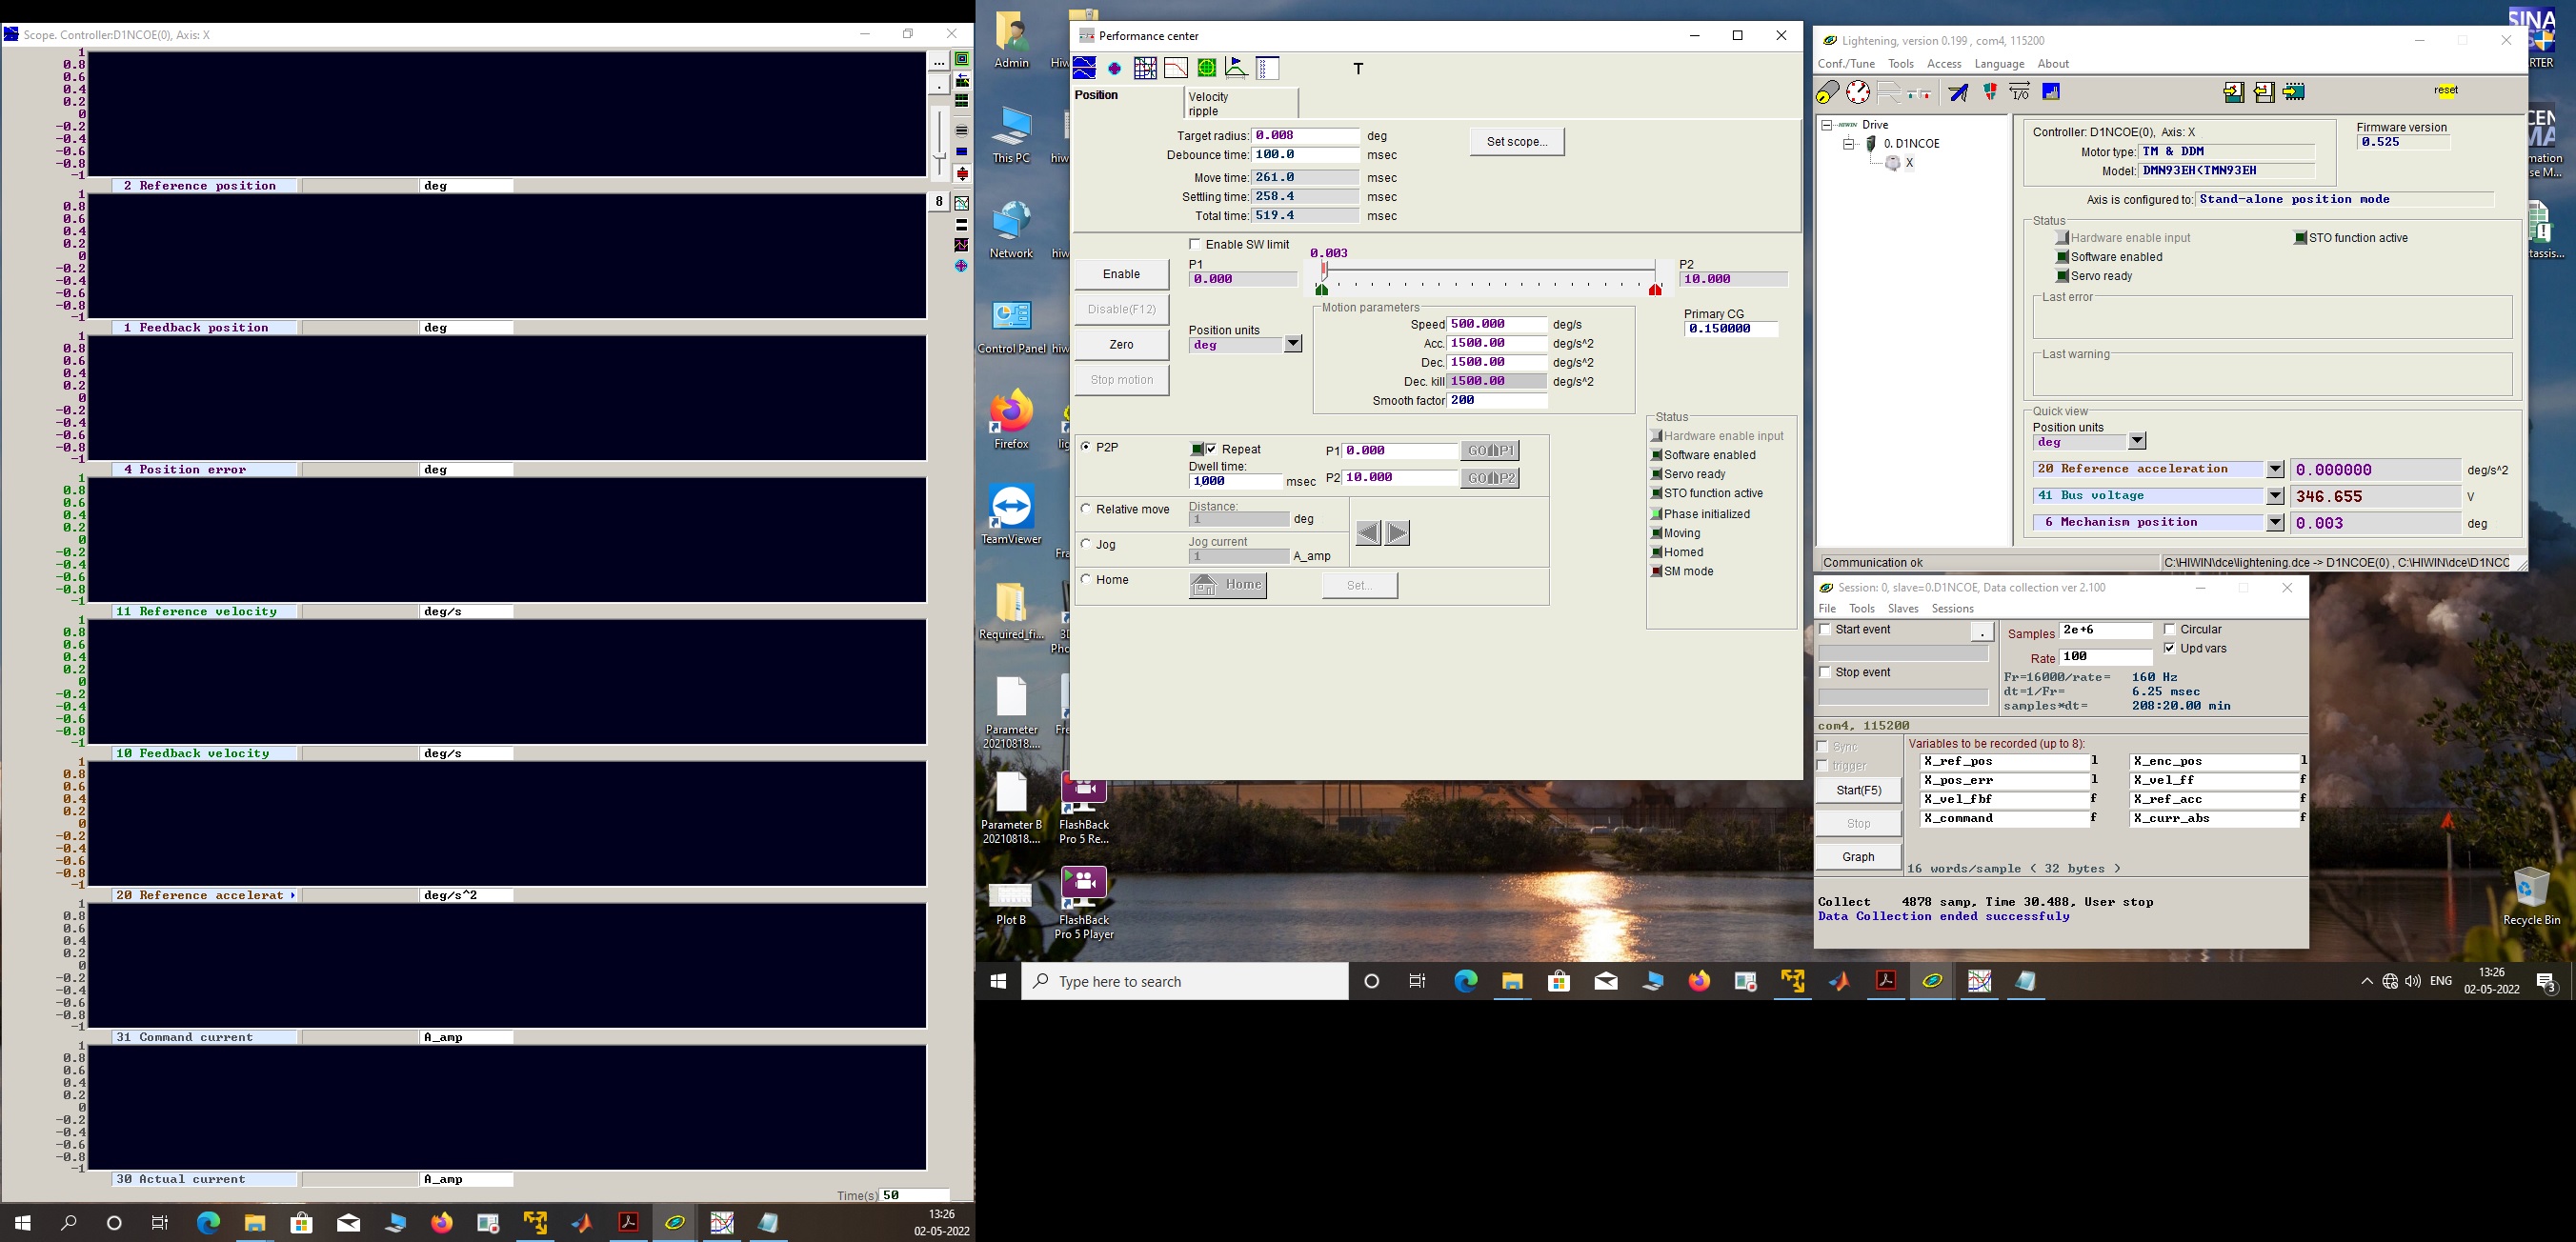 Scope. Controller:D1NCOE(0), Axis: X
1
0.8
0.6
0.4
0.2
0
-0.2
-0.4
-0.6
-0.8
-1
2 Reference position deg
1
0.8
0.6
0.4
0.2
0
-0.2
-0.4
-0.6
-0.8
-1
1 Feedback position deg
1
0.8
0.6
0.4
0.2
0
-0.2
-0.4
-0.6
-0.8
-1
4 Position error deg
1
0.8
0.6
0.4
0.2
0
-0.2
-0.4
-0.6
-0.8
-1
11 Reference velocity deg/s
1
0.8
0.6
0.4
0.2
0
-0.2
-0.4
-0.6
-0.8
-1
10 Feedback velocity deg/s
1
0.8
0.6
0.4
0.2
0
-0.2
-0.4
-0.6
-0.8
-1
20 Reference accelerat deg/s^2
1
0.8
0.6
0.4
0.2
0
-0.2
-0.4
-0.6
-0.8
-1
31 Command current A_amp
1
0.8
0.6
0.4
0.2
0
-0.2
-0.4
-0.6
-0.8
-1
30 Actual current A_amp
Time(s) 50
...
.
8
13:26
02-05-2022
Admin
This PC
Network
Control Panel
Firefox
TeamViewer
Required_fi...
Parameter
20210818....
Parameter B
20210818....
FlashBack
Pro 5 Re...
Plot B
FlashBack
Pro 5 Player
Performance center
T
Position
Velocity
ripple
Target radius: 0.008 deg
Debounce time: 100.0 msec
Move time: 261.0 msec
Settling time: 258.4 msec
Total time: 519.4 msec
Set scope...
Enable SW limit
Enable
Disable(F12)
Zero
Stop motion
P1
0.000
0.003
P2
10.000
Position units
deg
Motion parameters
Speed 500.000 deg/s
Acc. 1500.00 deg/s^2
Dec. 1500.00 deg/s^2
Dec. kill 1500.00 deg/s^2
Smooth factor 200
Primary CG
0.150000
P2P
Repeat
Dwell time:
1000 msec
P1 0.000 GO P1
P2 10.000 GO P2
Relative move
Distance:
1 deg
Jog
Jog current
1 A_amp
Home
Home
Set...
Status
Hardware enable input
Software enabled
Servo ready
STO function active
Phase initialized
Moving
Homed
SM mode
Lightening, version 0.199 , com4, 115200
Conf./Tune Tools Access Language About
I/O
reset
HIWIN Drive
0. D1NCOE
X
Controller: D1NCOE(0), Axis: X
Motor type: TM & DDM
Model: DMN93EH(TMN93EH
Firmware version
0.525
Axis is configured to: Stand-alone position mode
Status
Hardware enable input
Software enabled
Servo ready
STO function active
Last error
Last warning
Quick view
Position units
deg
20 Reference acceleration 0.000000 deg/s^2
41 Bus voltage 346.655 V
6 Mechanism position 0.003 deg
Communication ok
C:\HIWIN\dce\lightening.dce -> D1NCOE(0) , C:\HIWIN\dce\D1NCC
Session: 0, slave=0.D1NCOE, Data collection ver 2.100
File Tools Slaves Sessions
Start event
.
Stop event
Samples 2e+6
Rate 100
Circular
Upd vars
Fr=16000/rate= 160 Hz
dt=1/Fr= 6.25 msec
samples*dt= 208:20.00 min
com4, 115200
Sync
trigger
Start(F5)
Stop
Graph
Variables to be recorded (up to 8):
X_ref_pos l X_enc_pos l
X_pos_err l X_vel_ff f
X_vel_fbf f X_ref_acc f
X_command f X_curr_abs f
16 words/sample ( 32 bytes )
Collect 4878 samp, Time 30.488, User stop
Data Collection ended successfuly
Recycle Bin
Type here to search
ENG
13:26
02-05-2022
3